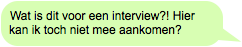 Wat is dit voor een interview?! Hier
kan ik toch niet mee aankomen?